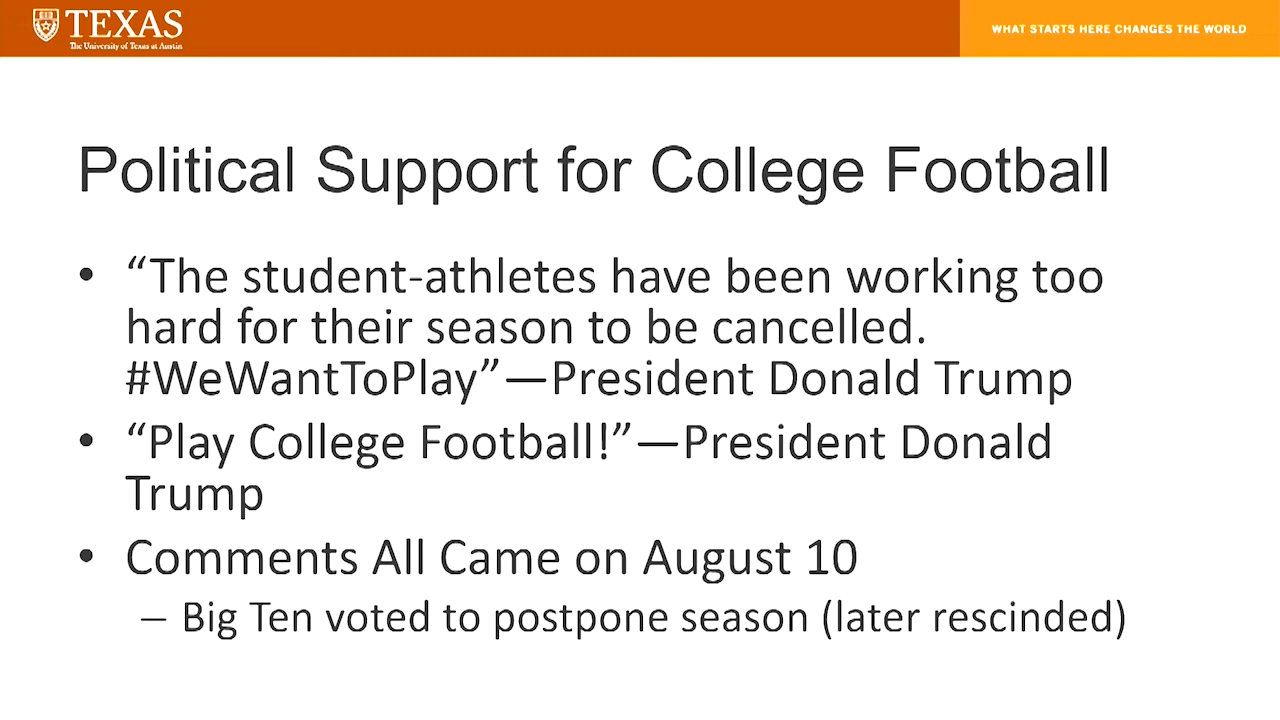 TEXAS
The University of Texas at Austin
WHAT STARTS HERE CHANGES THE WORLD
Political Support for College Football
• “The student-athletes have been working too
hard for their season to be cancelled.
#WeWantToPlay”—President Donald Trump
• “Play College Football!”—President Donald
Trump
• Comments All Came on August 10
– Big Ten voted to postpone season (later rescinded)